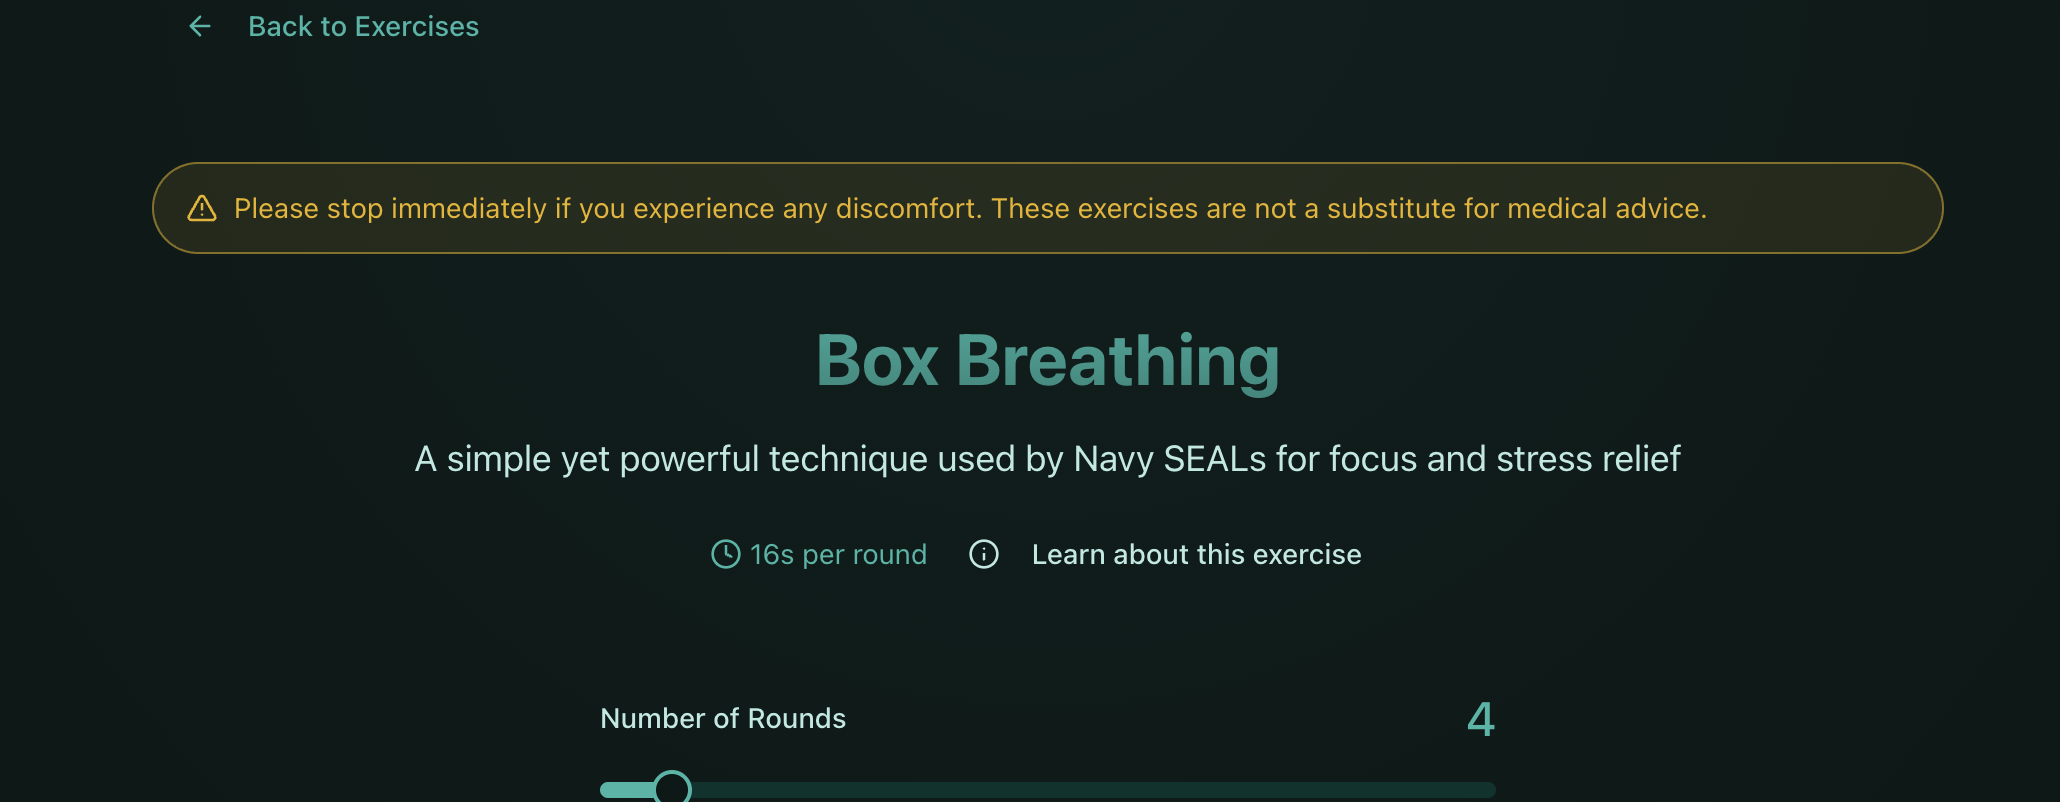 Back to Exercises
Please stop immediately if you experience any discomfort. These exercises are not a substitute for medical advice.
Box Breathing
A simple yet powerful technique used by Navy SEALs for focus and stress relief
16s per round Learn about this exercise
Number of Rounds 4